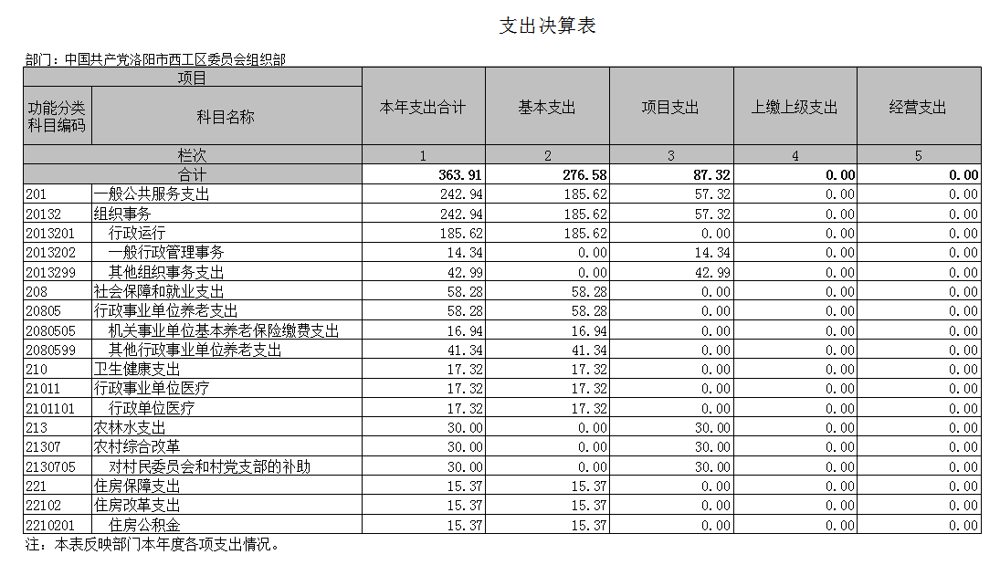 支出决算表
部门：中国共产党洛阳市西工区委员会组织部
项目 本年支出合计 基本支出 项目支出 上缴上级支出 经营支出
功能分类科目编码 科目名称
栏次 1 2 3 4 5
合计 363.91 276.58 87.32 0.00 0.00
201 一般公共服务支出 242.94 185.62 57.32 0.00 0.00
20132 组织事务 242.94 185.62 57.32 0.00 0.00
2013201 行政运行 185.62 185.62 0.00 0.00 0.00
2013202 一般行政管理事务 14.34 0.00 14.34 0.00 0.00
2013299 其他组织事务支出 42.99 0.00 42.99 0.00 0.00
208 社会保障和就业支出 58.28 58.28 0.00 0.00 0.00
20805 行政事业单位养老支出 58.28 58.28 0.00 0.00 0.00
2080505 机关事业单位基本养老保险缴费支出 16.94 16.94 0.00 0.00 0.00
2080599 其他行政事业单位养老支出 41.34 41.34 0.00 0.00 0.00
210 卫生健康支出 17.32 17.32 0.00 0.00 0.00
21011 行政事业单位医疗 17.32 17.32 0.00 0.00 0.00
2101101 行政单位医疗 17.32 17.32 0.00 0.00 0.00
213 农林水支出 30.00 0.00 30.00 0.00 0.00
21307 农村综合改革 30.00 0.00 30.00 0.00 0.00
2130705 对村民委员会和村党支部的补助 30.00 0.00 30.00 0.00 0.00
221 住房保障支出 15.37 15.37 0.00 0.00 0.00
22102 住房改革支出 15.37 15.37 0.00 0.00 0.00
2210201 住房公积金 15.37 15.37 0.00 0.00 0.00
注：本表反映部门本年度各项支出情况。